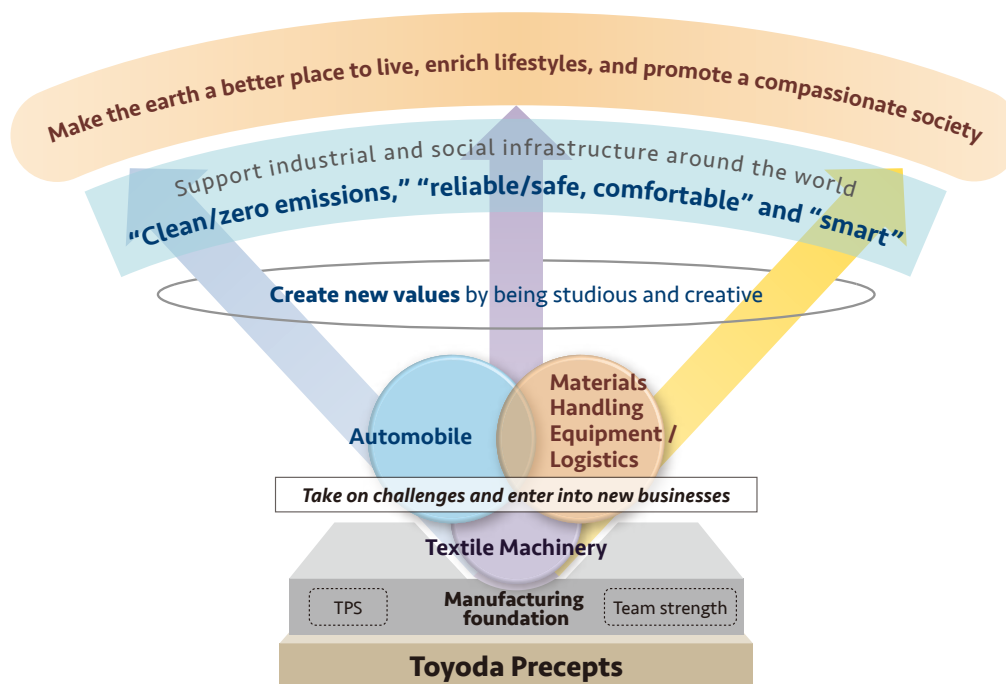 Make the earth a better place to live, enrich lifestyles, and promote a compassionate society
Support industrial and social infrastructure around the world
“Clean/zero emissions,” “reliable/safe, comfortable” and “smart”
Create new values by being studious and creative
Automobile
Materials
Handling
Equipment /
Logistics
Take on challenges and enter into new businesses
Textile Machinery
TPS
Manufacturing
foundation
Team strength
Toyoda Precepts